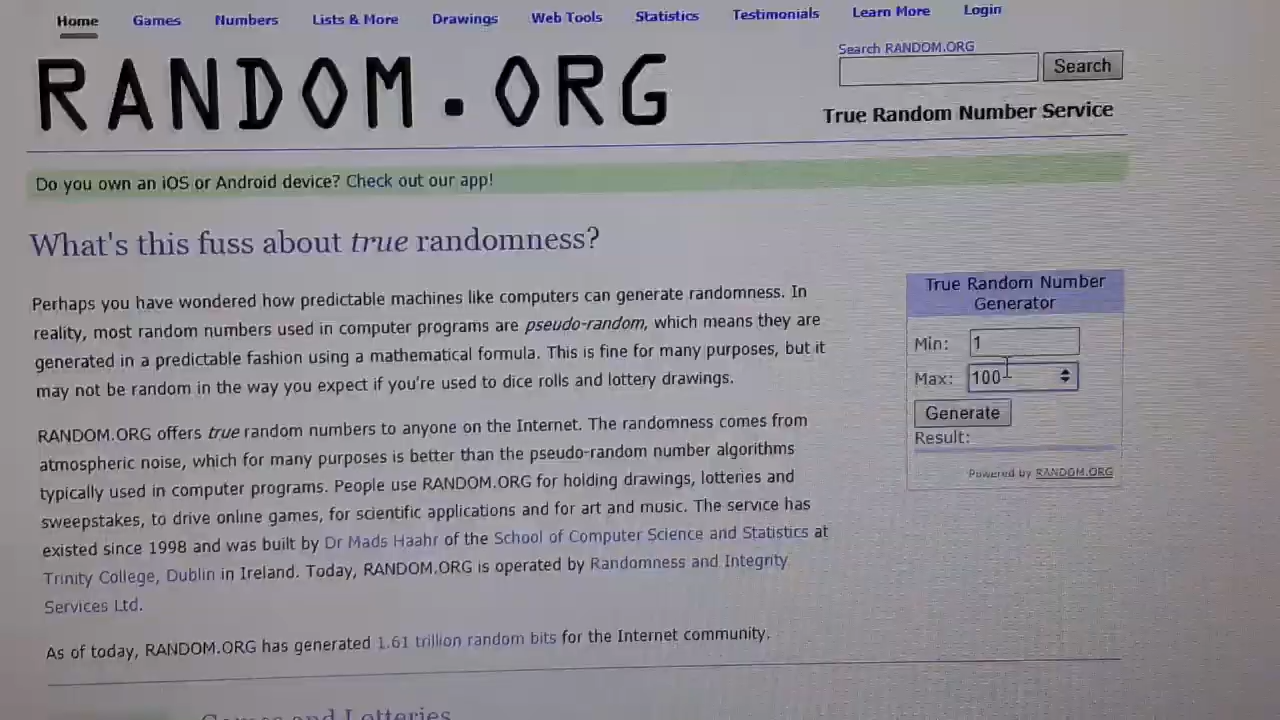 Home Games Numbers Lists & More Drawings Web Tools Statistics Testimonials Learn More Login
RANDOM.ORG
Search RANDOM.ORG
Search
True Random Number Service
Do you own an iOS or Android device? Check out our app!
What's this fuss about true randomness?
Perhaps you have wondered how predictable machines like computers can generate randomness. In
reality, most random numbers used in computer programs are pseudo-random, which means they are
generated in a predictable fashion using a mathematical formula. This is fine for many purposes, but it
may not be random in the way you expect if you're used to dice rolls and lottery drawings.
RANDOM.ORG offers true random numbers to anyone on the Internet. The randomness comes from
atmospheric noise, which for many purposes is better than the pseudo-random number algorithms
typically used in computer programs. People use RANDOM.ORG for holding drawings, lotteries and
sweepstakes, to drive online games, for scientific applications and for art and music. The service has
existed since 1998 and was built by Dr Mads Haahr of the School of Computer Science and Statistics at
Trinity College, Dublin in Ireland. Today, RANDOM.ORG is operated by Randomness and Integrity
Services Ltd.
As of today, RANDOM.ORG has generated 1.61 trillion random bits for the Internet community.
True Random Number
Generator
Min: 1
Max: 100
Generate
Result:
Powered by RANDOM.ORG
Games and Lotteries